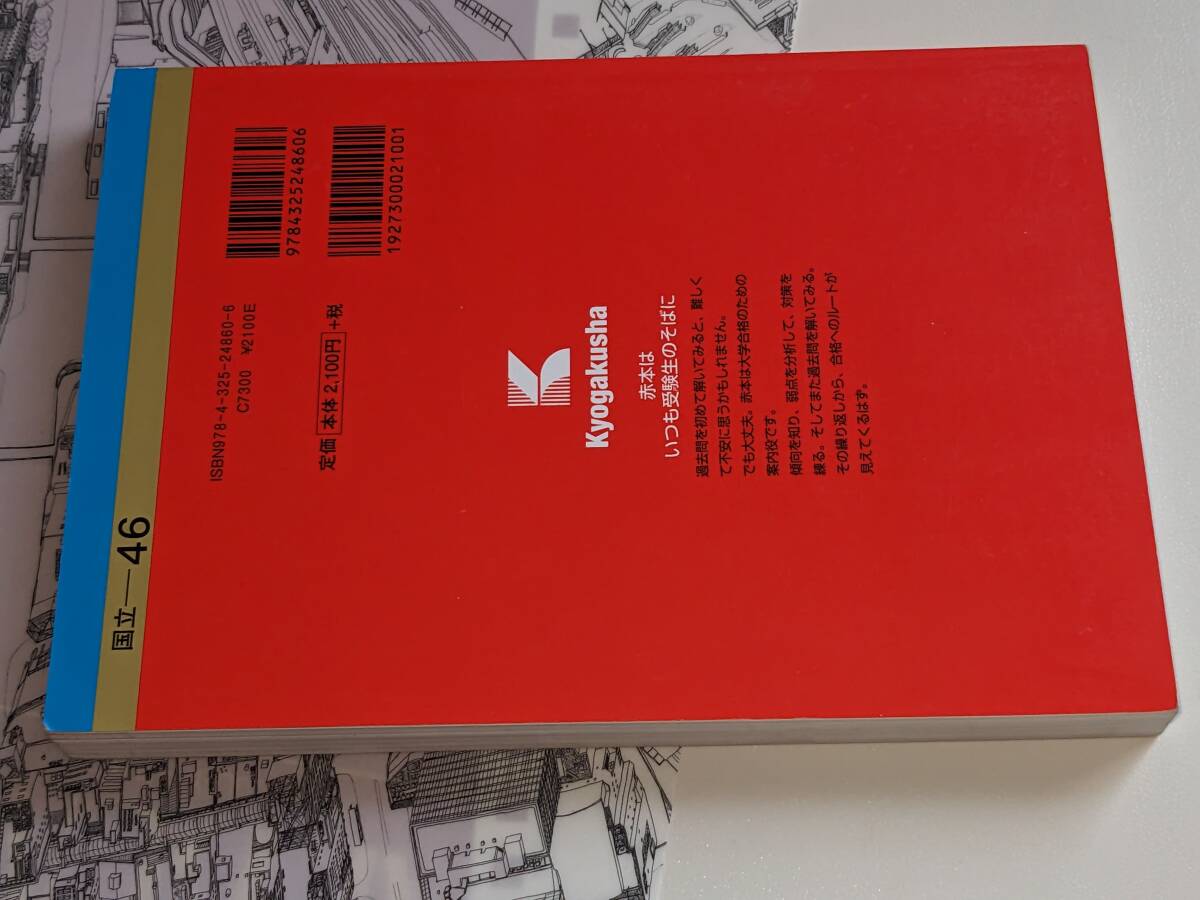 国立―46
9784325248606
1927300021001
ISBN978-4-325-24860-6
C7300 ¥2100E
定価 本体 2,100円 +税
Kyogakusha
赤本は
いつも受験生のそばに
過去問を初めて解いてみると、難しく
て不安に思うかもしれません。
でも大丈夫。赤本は大学合格のための
案内役です。
傾向を知り、弱点を分析して、対策を
練る。そしてまた過去問を解いてみる。
その繰り返しから、合格へのルートが
見えてくるはず。